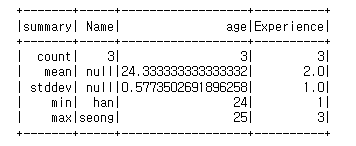 +-------+-----+------------------+----------+
|summary| Name|               age|Experience|
+-------+-----+------------------+----------+
|  count|    3|                 3|         3|
|   mean| null|24.333333333333332|       2.0|
| stddev| null|0.5773502691896258|       1.0|
|    min|  han|                24|         1|
|    max|seong|                25|         3|
+-------+-----+------------------+----------+